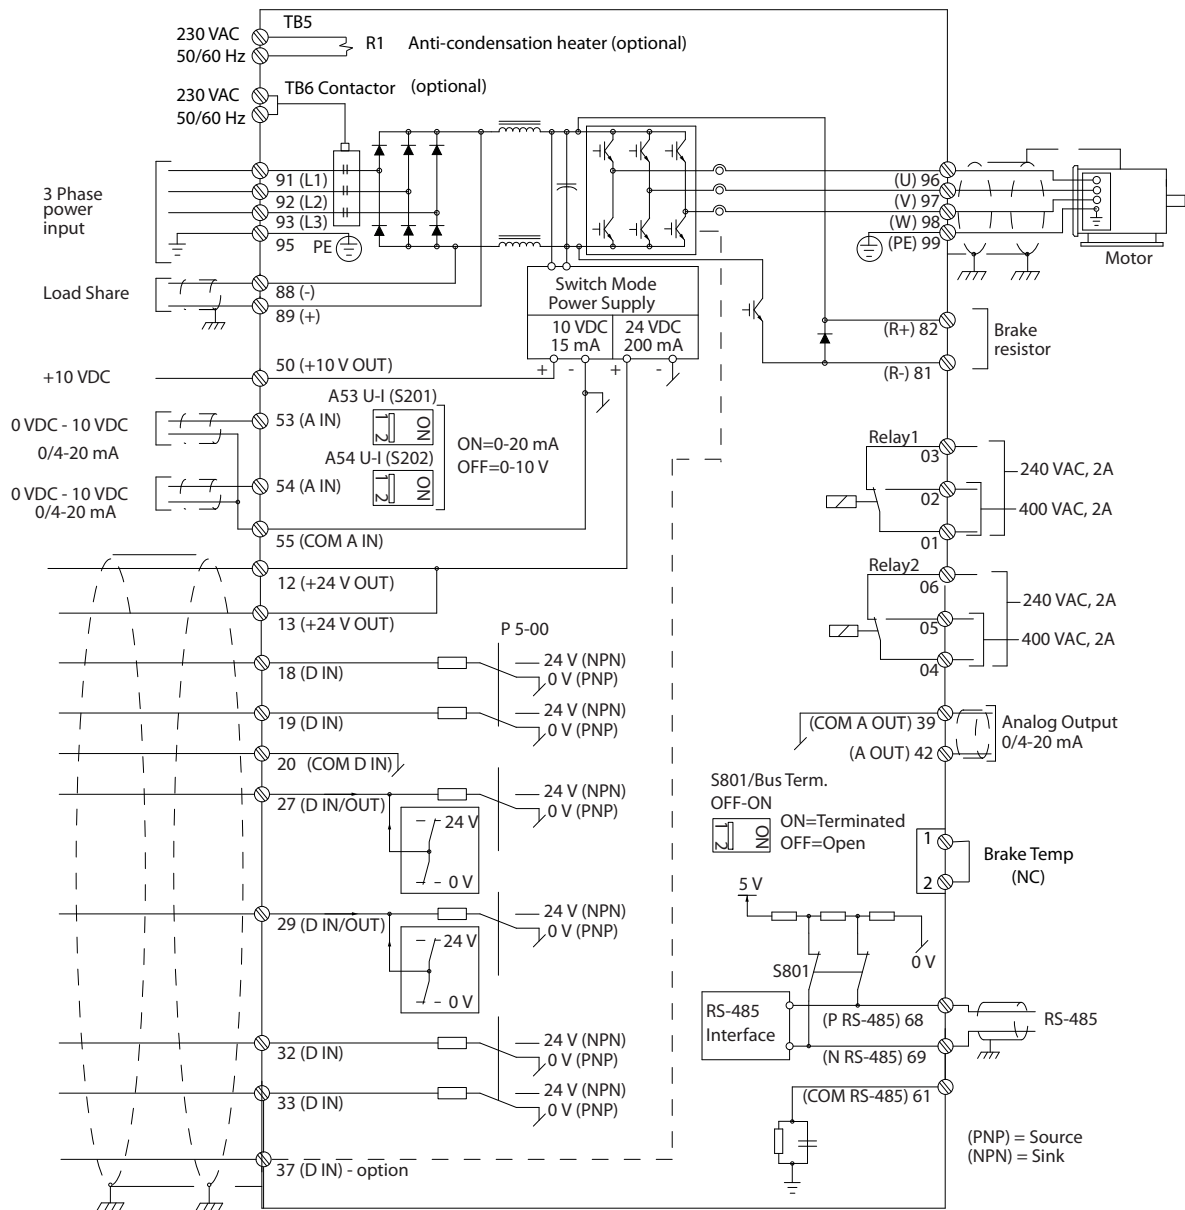 TB5
230 VAC
50/60 Hz
R1
Anti-condensation heater (optional)
TB6 Contactor
(optional)
230 VAC
50/60 Hz
3 Phase
power
input
91 (L1)
92 (L2)
93 (L3)
95
PE
Load Share
88 (-)
89 (+)
Switch Mode
Power Supply
10 VDC
15 mA
24 VDC
200 mA
+
-
+
-
(U) 96
(V) 97
(W) 98
(PE) 99
Motor
(R+) 82
(R-) 81
Brake
resistor
+10 VDC
50 (+10 V OUT)
0 VDC - 10 VDC
0/4-20 mA
53 (A IN)
A53 U-I (S201)
1 2
ON
A54 U-I (S202)
1 2
ON
ON=0-20 mA
OFF=0-10 V
0 VDC - 10 VDC
0/4-20 mA
54 (A IN)
55 (COM A IN)
12 (+24 V OUT)
13 (+24 V OUT)
P 5-00
18 (D IN)
24 V (NPN)
0 V (PNP)
19 (D IN)
24 V (NPN)
0 V (PNP)
20 (COM D IN)
27 (D IN/OUT)
24 V (NPN)
0 V (PNP)
24 V
0 V
29 (D IN/OUT)
24 V (NPN)
0 V (PNP)
24 V
0 V
32 (D IN)
24 V (NPN)
0 V (PNP)
33 (D IN)
24 V (NPN)
0 V (PNP)
37 (D IN) - option
Relay1
03
02
01
240 VAC, 2A
400 VAC, 2A
Relay2
06
05
04
240 VAC, 2A
400 VAC, 2A
(COM A OUT) 39
(A OUT) 42
Analog Output
0/4-20 mA
S801/Bus Term.
OFF-ON
1 2
ON
ON=Terminated
OFF=Open
1
2
Brake Temp
(NC)
5 V
0 V
S801
RS-485
Interface
(P RS-485) 68
(N RS-485) 69
RS-485
(COM RS-485) 61
(PNP) = Source
(NPN) = Sink